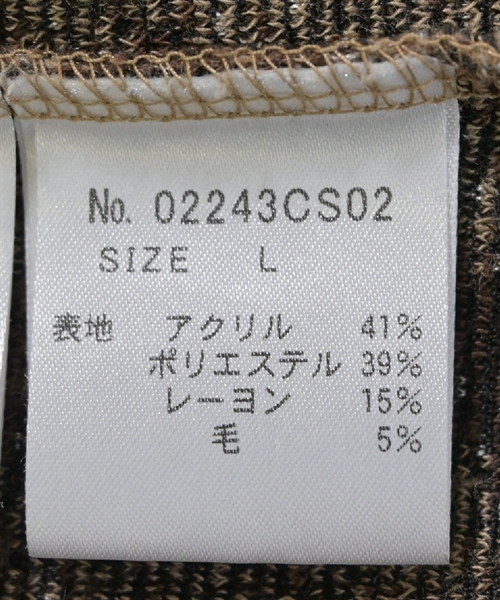 No. 02243CS02
SIZE L
表地 アクリル 41%
ポリエステル 39%
レーヨン 15%
毛 5%